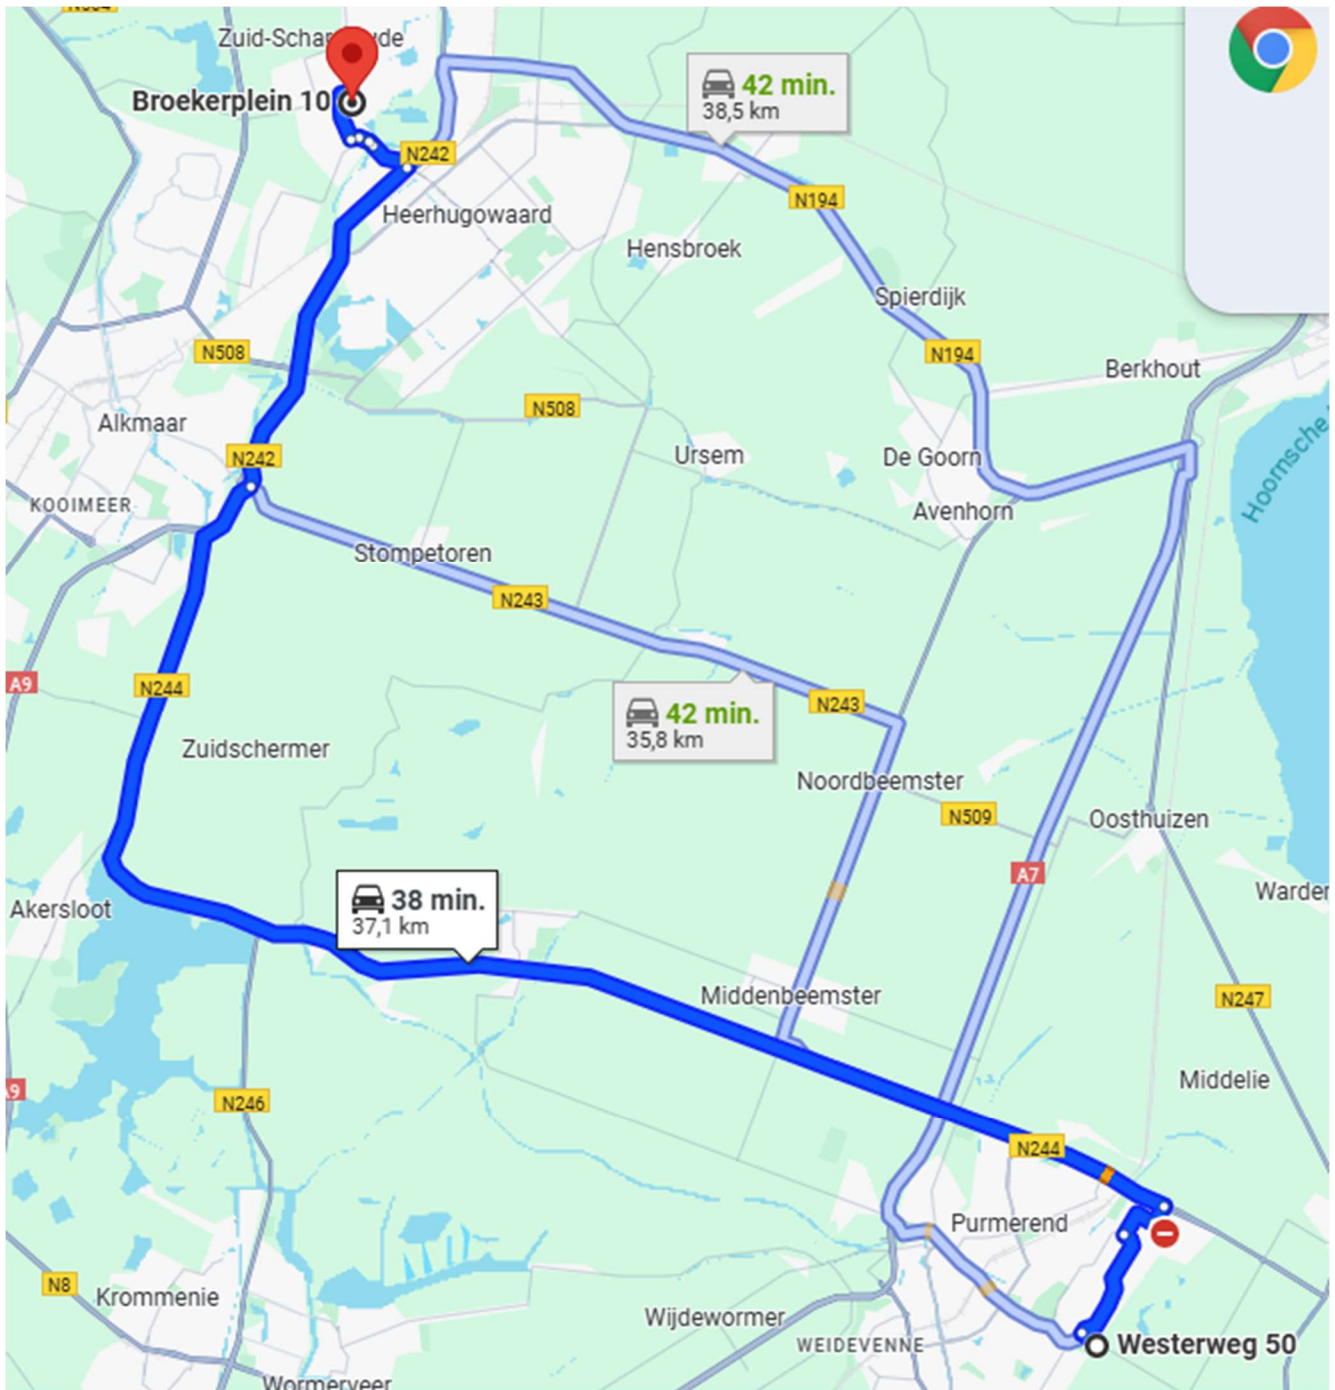 Zuid-Schar
de
Broekerplein 10
42 min.
38,5 km
N242
N194
Heerhugowaard
Hensbroek
Spierdijk
N508
N194
Berkhout
N508
Alkmaar
N242
Ursem
De Goorn
Hoornsche
KOOIMEER
Avenhorn
Stompetoren
N243
A9
N244
42 min.
35,8 km
N243
Zuidschermer
Noordbeemster
N509
Oosthuizen
A7
38 min.
37,1 km
Akersloot
Warder
Middenbeemster
N247
Middelie
N246
N244
Purmerend
N8
Krommenie
Wijdewormer
WEIDEVENNE
Westerweg 50
Wormerveer